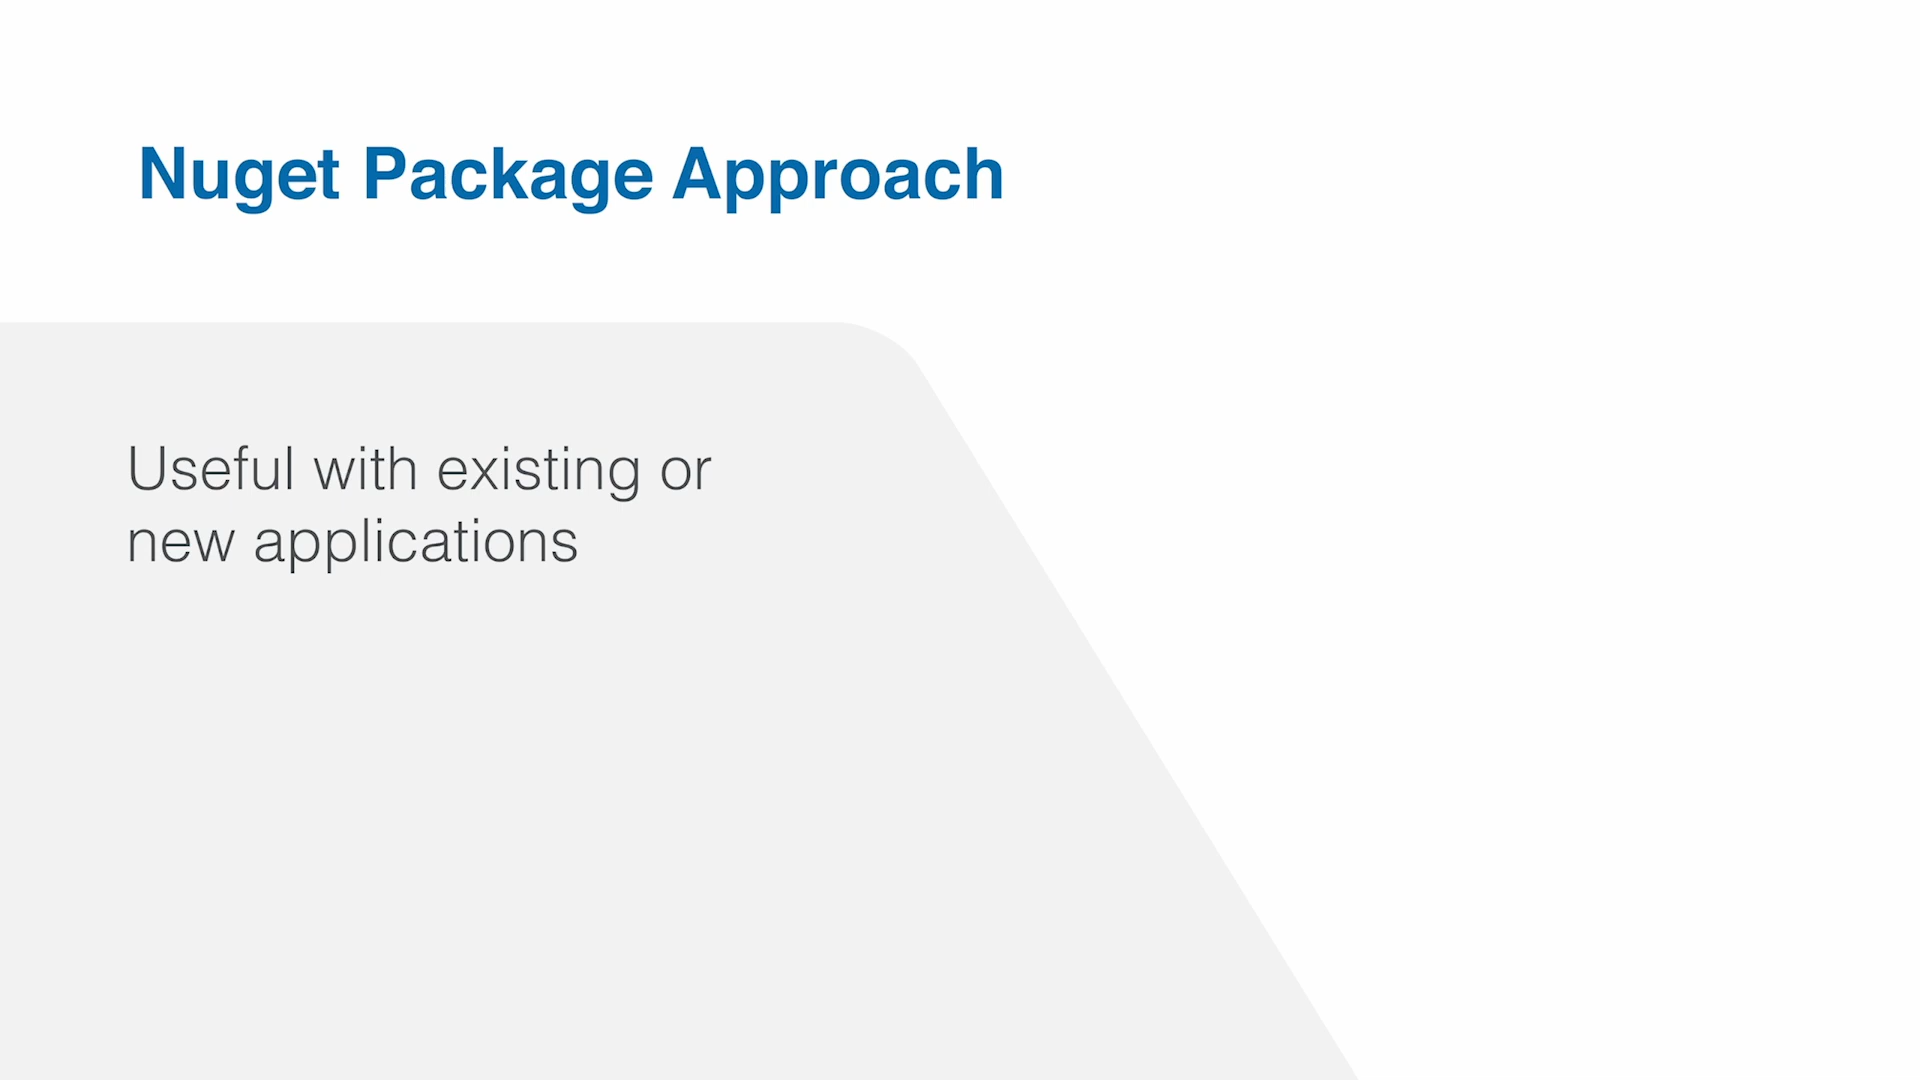 Nuget Package Approach
Useful with existing or
new applications